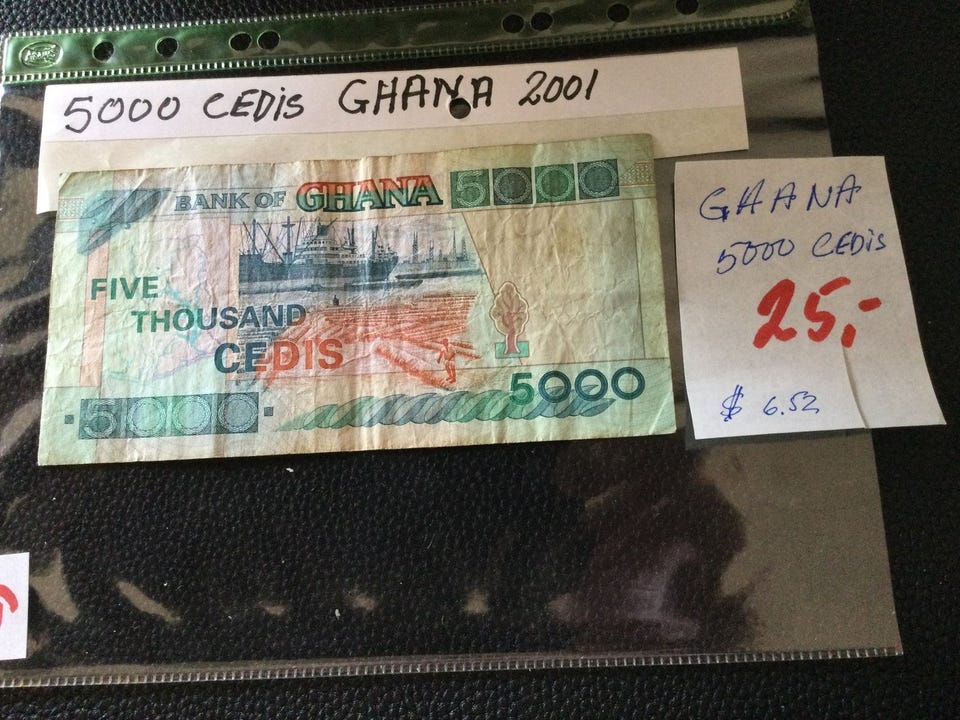 5000 CEDIS GHANA 2001
BANK OF GHANA 5000
FIVE
THOUSAND
CEDIS
5000
5000
GHANA
5000 CEDIS
25,-
$ 6.52